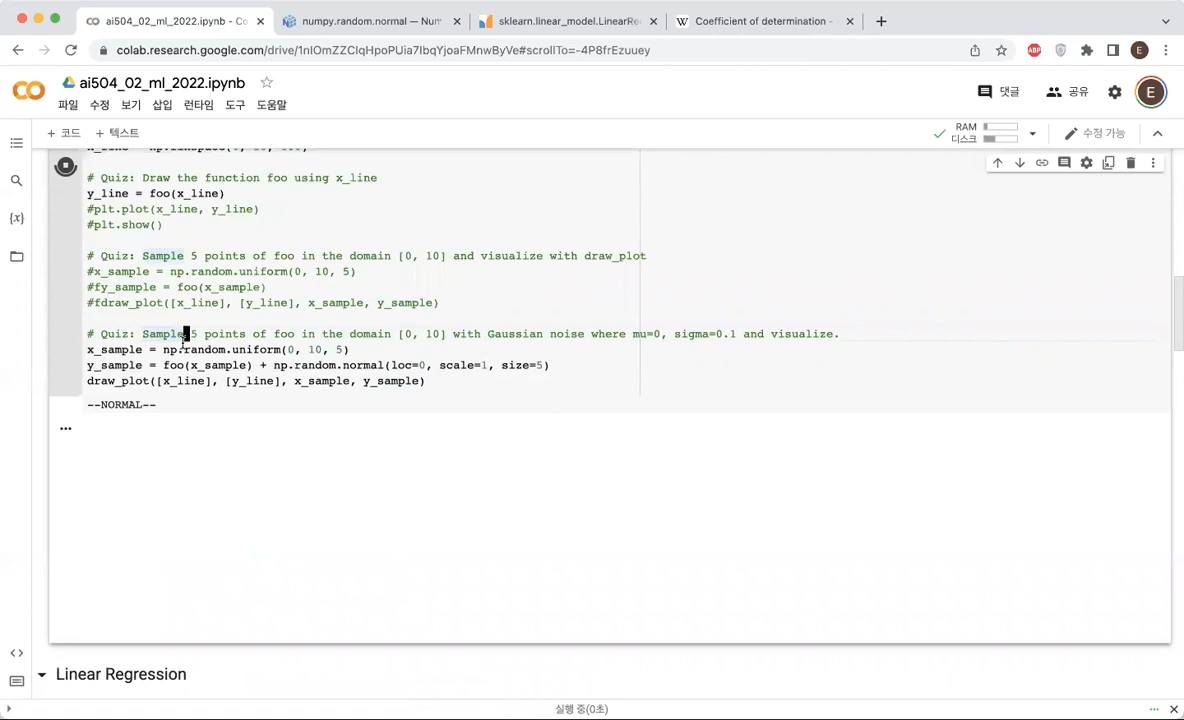 ai504_02_ml_2022.ipynb - Co
numpy.random.normal — Num
sklearn.linear_model.LinearRe
Coefficient of determination -
colab.research.google.com/drive/1nIOmZZClqHpoPUia7IbqYjoaFMnwByVe#scrollTo=-4P8frEzuuey
ABP
E
ai504_02_ml_2022.ipynb
파일 수정 보기 삽입 런타임 도구 도움말
댓글 공유 E
+ 코드 + 텍스트
RAM
디스크
수정 가능
# Quiz: Draw the function foo using x_line
y_line = foo(x_line)
#plt.plot(x_line, y_line)
#plt.show()
# Quiz: Sample 5 points of foo in the domain [0, 10] and visualize with draw_plot
#x_sample = np.random.uniform(0, 10, 5)
#fy_sample = foo(x_sample)
#fdraw_plot([x_line], [y_line], x_sample, y_sample)
# Quiz: Sample 5 points of foo in the domain [0, 10] with Gaussian noise where mu=0, sigma=0.1 and visualize.
x_sample = np.random.uniform(0, 10, 5)
y_sample = foo(x_sample) + np.random.normal(loc=0, scale=1, size=5)
draw_plot([x_line], [y_line], x_sample, y_sample)
--NORMAL--
...
Linear Regression
실행 중(0초)